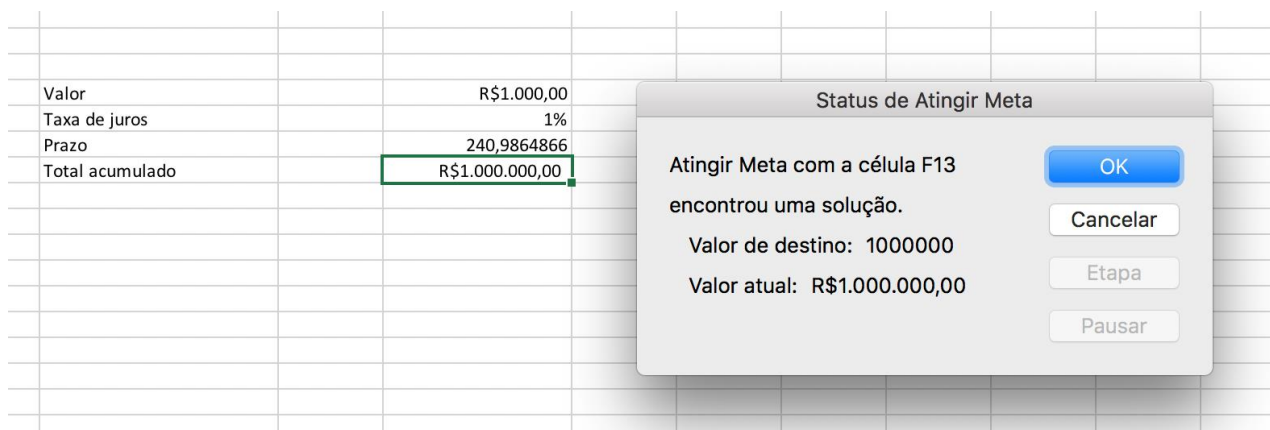 Valor R$1.000,00
Taxa de juros 1%
Prazo 240,9864866
Total acumulado R$1.000.000,00
Status de Atingir Meta
Atingir Meta com a célula F13
encontrou uma solução.
Valor de destino: 1000000
Valor atual: R$1.000.000,00
OK
Cancelar
Etapa
Pausar